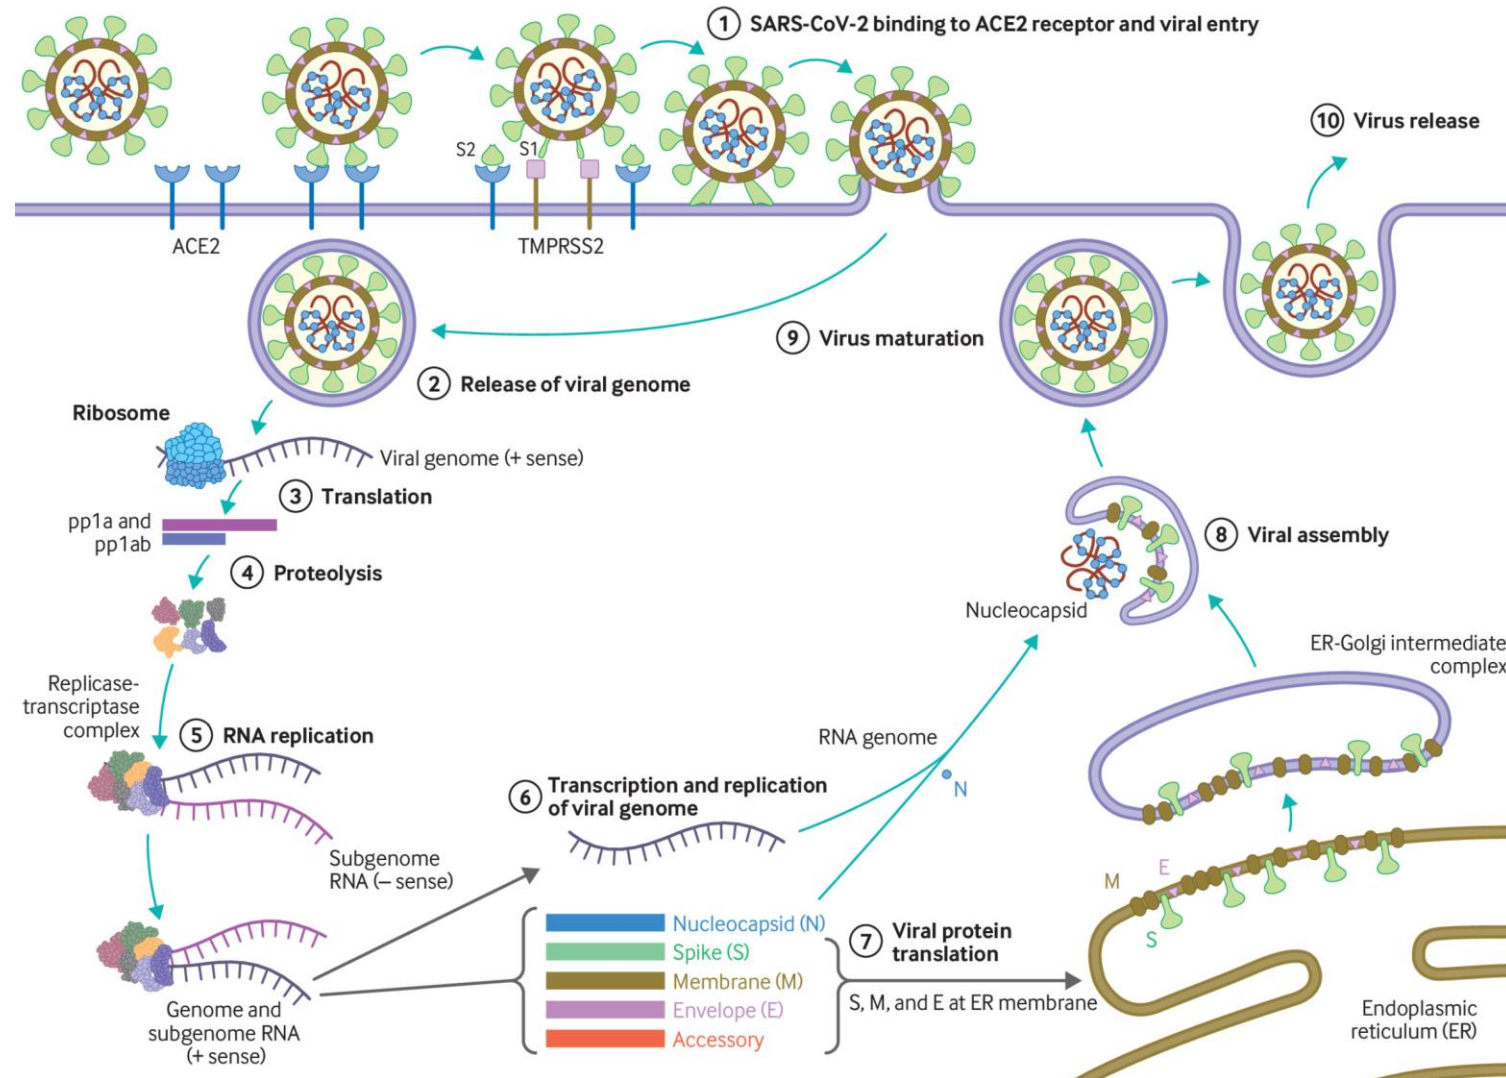 1 SARS-CoV-2 binding to ACE2 receptor and viral entry
10 Virus release
S2
S1
ACE2
TMPRSS2
9 Virus maturation
2 Release of viral genome
Ribosome
Viral genome (+ sense)
3 Translation
pp1a and
pp1ab
4 Proteolysis
8 Viral assembly
Nucleocapsid
ER-Golgi intermediate
complex
Replicase-
transcriptase
complex
5 RNA replication
RNA genome
N
6 Transcription and replication
of viral genome
Subgenome
RNA (– sense)
M
E
S
Nucleocapsid (N)
Spike (S)
Membrane (M)
Envelope (E)
Accessory
7 Viral protein
translation
S, M, and E at ER membrane
Genome and
subgenome RNA
(+ sense)
Endoplasmic
reticulum (ER)